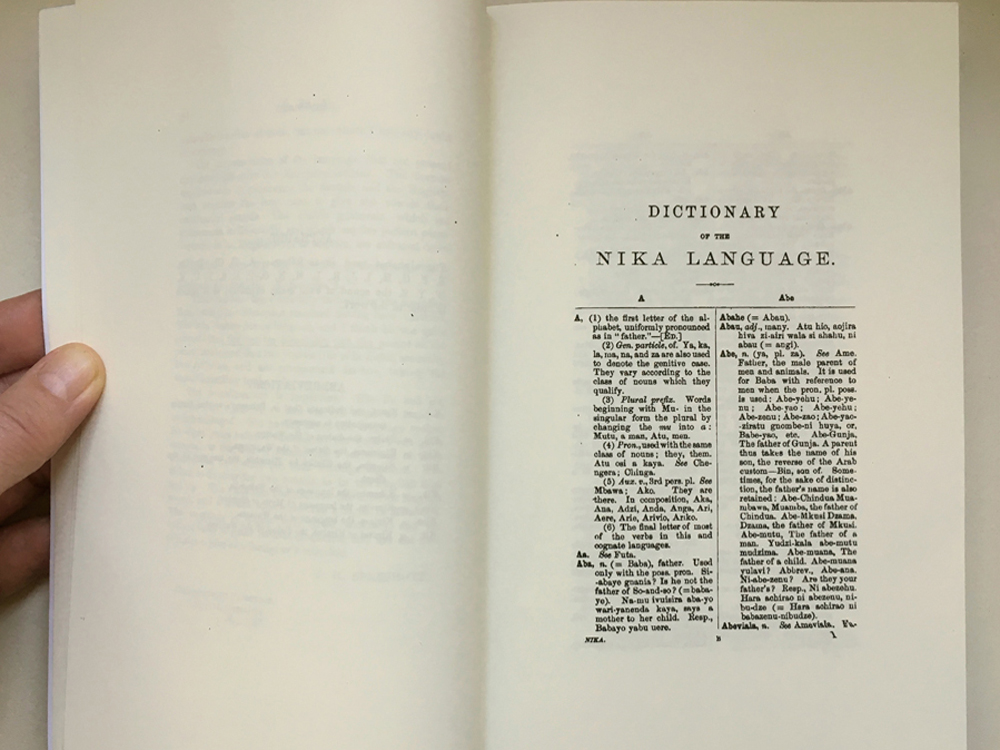 DICTIONARY
OF THE
NIKA LANGUAGE.
A
A, (1) the first letter of the al-
phabet, uniformly pronounced
as in "father."—[ED.]
(2) Gen. particle, of. Ya, ka,
la, ma, na, and za are also used
to denote the genitive case.
They vary according to the
class of nouns which they
qualify.
(3) Plural prefix. Words
beginning with Mu- in the
singular form the plural by
changing the mu into a:
Mutu, a man, Atu, men.
(4) Pron., used with the same
class of nouns; they, them.
Atu osi a kaya. See Che-
ngera; Chinga.
(5) Aux. v., 3rd pers. pl. See
Mbawa; Ako. They are
there. In composition, Aka,
Ana, Adzi, Anda, Anga, Ari,
Aere, Arie, Arivio, Ariko.
(6) The final letter of most
of the verbs in this and
cognate languages.
Aa. See Futa.
Aba, n. (= Baba), father. Used
only with the poss. pron. Si-
-abaye gnania? Is he not the
father of So-and-so? (= baba-
ye). Na-mu ivuisira aba-yo
wari-yanenda kaya, says a
mother to her child. Resp.,
Babayo yabu uere.
NIKA.
Abe
Abahe (= Abau).
Abau, adj., many. Atu hio, aojira
hiva zi-airi wala si shahu, ni
abau (= angi).
Abe, n. (ya, pl. za). See Ame.
Father, the male parent of
men and animals. It is used
for Baba with reference to
men when the pron. pl. poss.
is used: Abe-yehu; Abe-ye-
nu; Abe-yao; Abe-yehu;
Abe-zenu; Abe-zao; Abe-yao-
-ziratu gnombe-ni huya, or,
Babe-yao, etc. Abe-Gunja,
The father of Gunja. A parent
thus takes the name of his
son, the reverse of the Arab
custom—Bin, son of. Some-
times, for the sake of distinc-
tion, the father's name is also
retained: Abe-Chindua Mua-
mbawa, Muamba, the father of
Chindua. Abe-Mkusi Dzama.
Dzama, the father of Mkusi.
Abe-mutu, The father of a
man. Yudzi-kala abe-mutu
mudzima. Abe-muana, The
father of a child. Abe-muana
yulavi? Abbrev., Abe-ana.
Ni-abe-zenu? Are they your
father's? Resp., Ni abezehu.
Hara achirao ni abezenu, ni-
bu-dze (= Hara achirao ni
babazenu-nibudze).
Abeviala, n. See Ameviala. Fa-
B
1